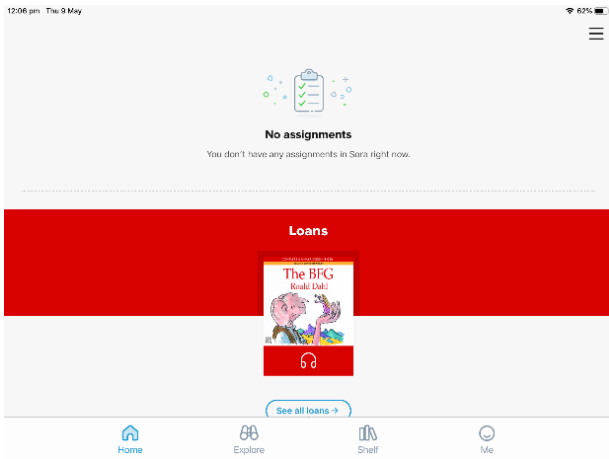 12:06 pm Thu 9 May
62%
No assignments
You don't have any assignments in Sora right now.
Loans
The BFG
Roald Dahl
See all loans →
Home
Explore
Shelf
Me